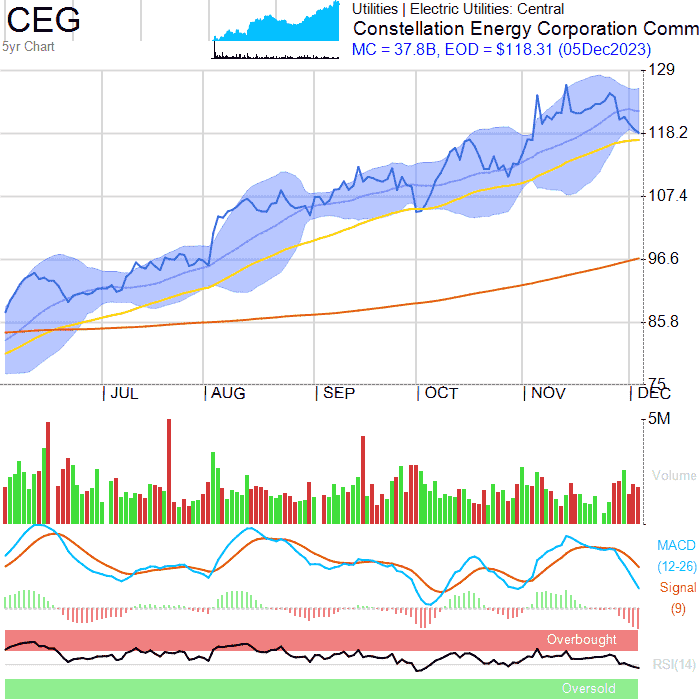 CEG
5yr Chart
Utilities | Electric Utilities: Central
Constellation Energy Corporation Comm
MC = 37.8B, EOD = $118.31 (05Dec2023)
129
118.2
107.4
96.6
85.8
75
JUL
AUG
SEP
OCT
NOV
DEC
5M
Volume
MACD
(12-26)
Signal
(9)
Overbought
RSI(14)
Oversold